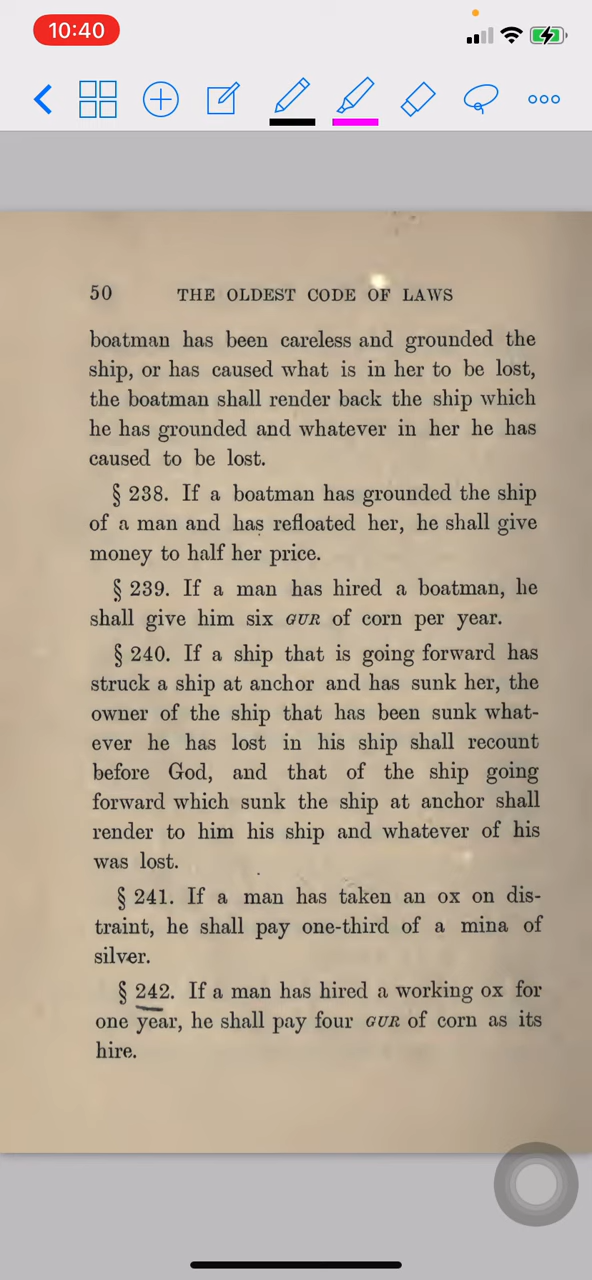 10:40
50 THE OLDEST CODE OF LAWS
boatman has been careless and grounded the
ship, or has caused what is in her to be lost,
the boatman shall render back the ship which
he has grounded and whatever in her he has
caused to be lost.
§ 238. If a boatman has grounded the ship
of a man and has refloated her, he shall give
money to half her price.
§ 239. If a man has hired a boatman, he
shall give him six GUR of corn per year.
§ 240. If a ship that is going forward has
struck a ship at anchor and has sunk her, the
owner of the ship that has been sunk what-
ever he has lost in his ship shall recount
before God, and that of the ship going
forward which sunk the ship at anchor shall
render to him his ship and whatever of his
was lost.
§ 241. If a man has taken an ox on dis-
traint, he shall pay one-third of a mina of
silver.
§ 242. If a man has hired a working ox for
one year, he shall pay four GUR of corn as its
hire.